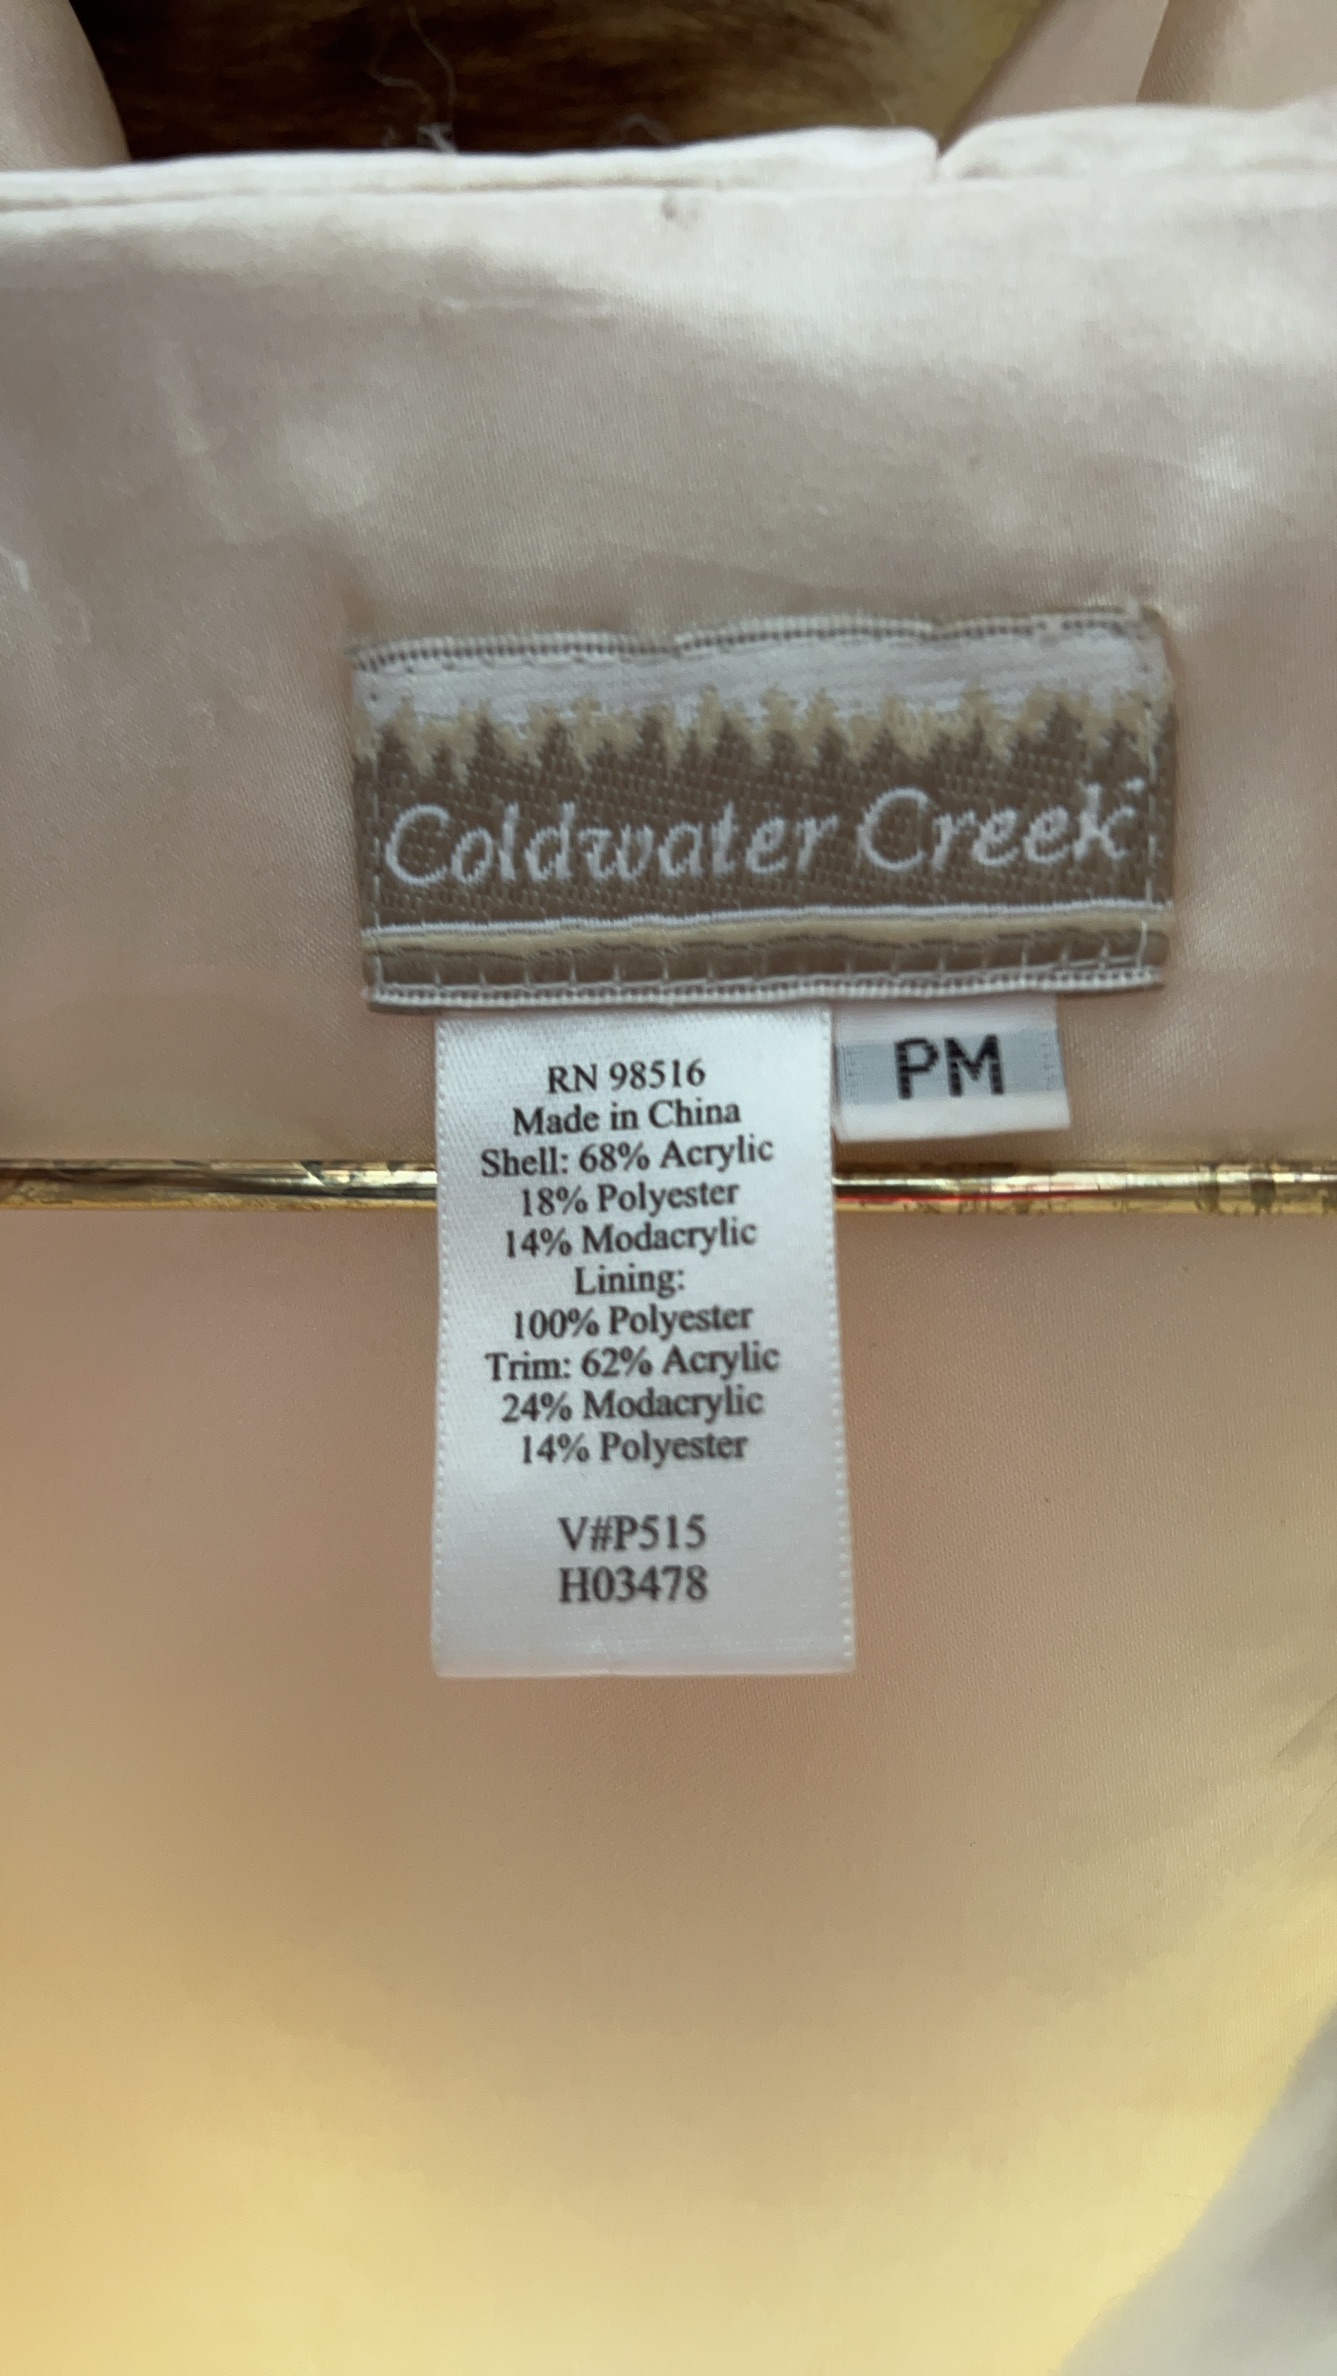 Coldwater Creek
PM
RN 98516
Made in China
Shell: 68% Acrylic
18% Polyester
14% Modacrylic
Lining:
100% Polyester
Trim: 62% Acrylic
24% Modacrylic
14% Polyester
V#P515
H03478